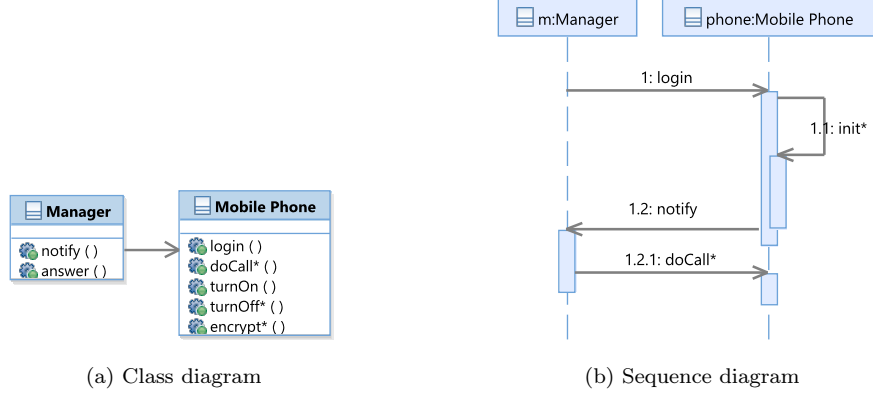 Manager
notify ( )
answer ( )
Mobile Phone
login ( )
doCall* ( )
turnOn ( )
turnOff* ( )
encrypt* ( )
(a) Class diagram
m:Manager
phone:Mobile Phone
1: login
1.1: init*
1.2: notify
1.2.1: doCall*
(b) Sequence diagram